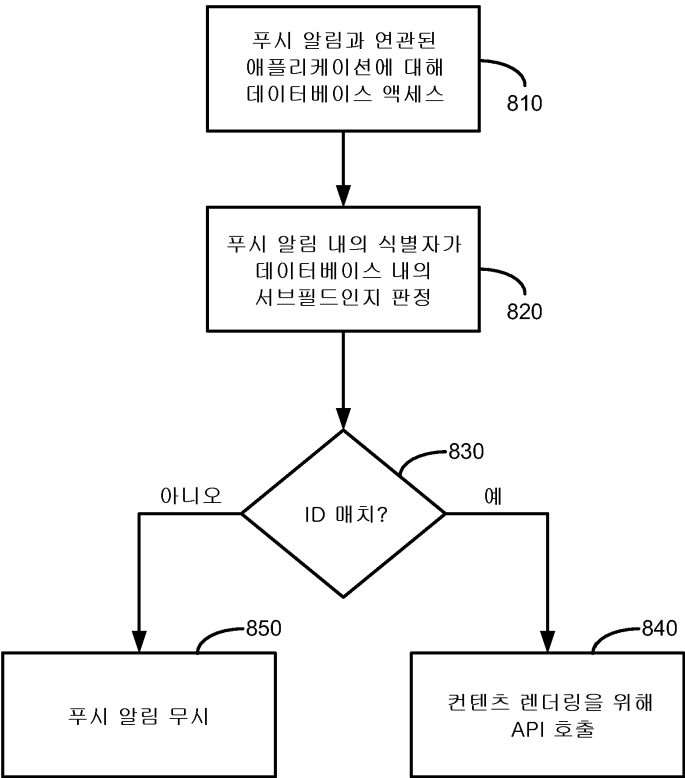 푸시 알림과 연관된
애플리케이션에 대해
데이터베이스 액세스
810
푸시 알림 내의 식별자가
데이터베이스 내의
서브필드인지 판정
820
830
아니오
ID 매치?
예
850
840
푸시 알림 무시
컨텐츠 렌더링을 위해
API 호출